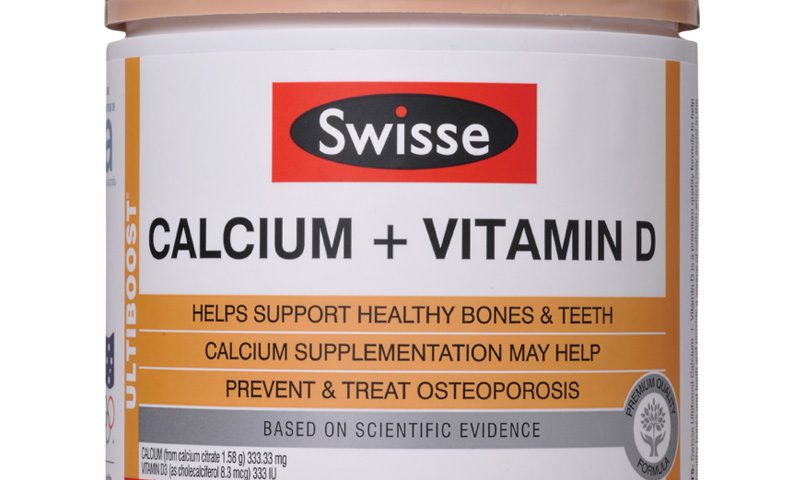 Swisse
ULTIBOOST®
CALCIUM + VITAMIN D
HELPS SUPPORT HEALTHY BONES & TEETH
CALCIUM SUPPLEMENTATION MAY HELP
PREVENT & TREAT OSTEOPOROSIS
BASED ON SCIENTIFIC EVIDENCE
PREMIUM QUALITY
FORMULA
CALCIUM (from calcium citrate 1.58 g) 333.33 mg
VITAMIN D3 (as cholecalciferol 8.3 mcg) 333 IU